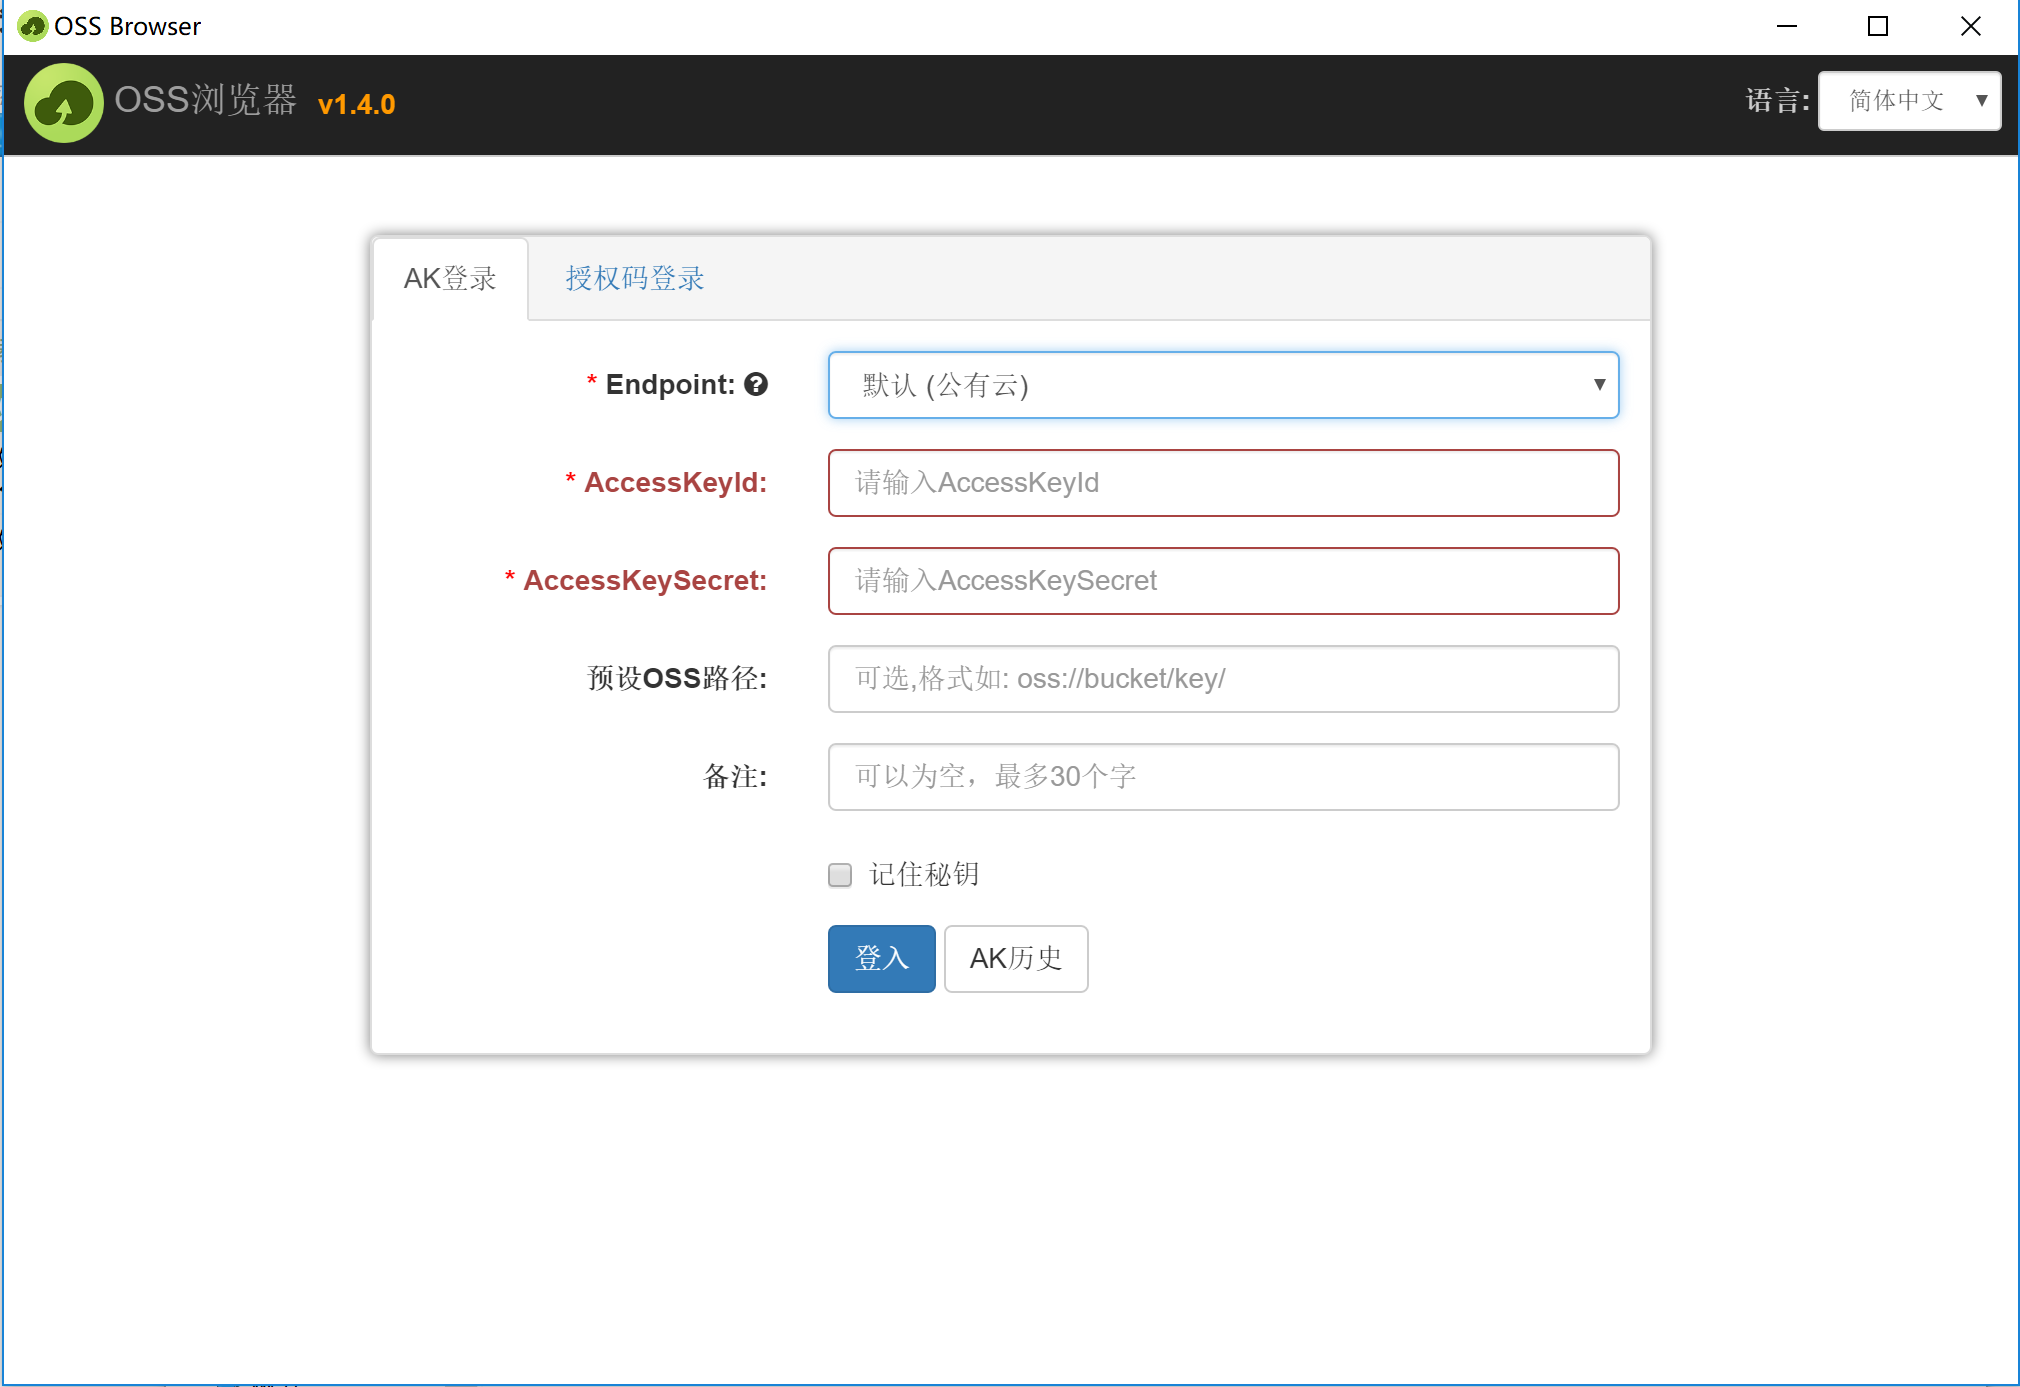 OSS Browser
OSS浏览器 v1.4.0
语言: 简体中文
AK登录 授权码登录
* Endpoint: 默认 (公有云)
* AccessKeyId: 请输入AccessKeyId
* AccessKeySecret: 请输入AccessKeySecret
预设OSS路径: 可选,格式如: oss://bucket/key/
备注: 可以为空，最多30个字
记住秘钥
登入 AK历史